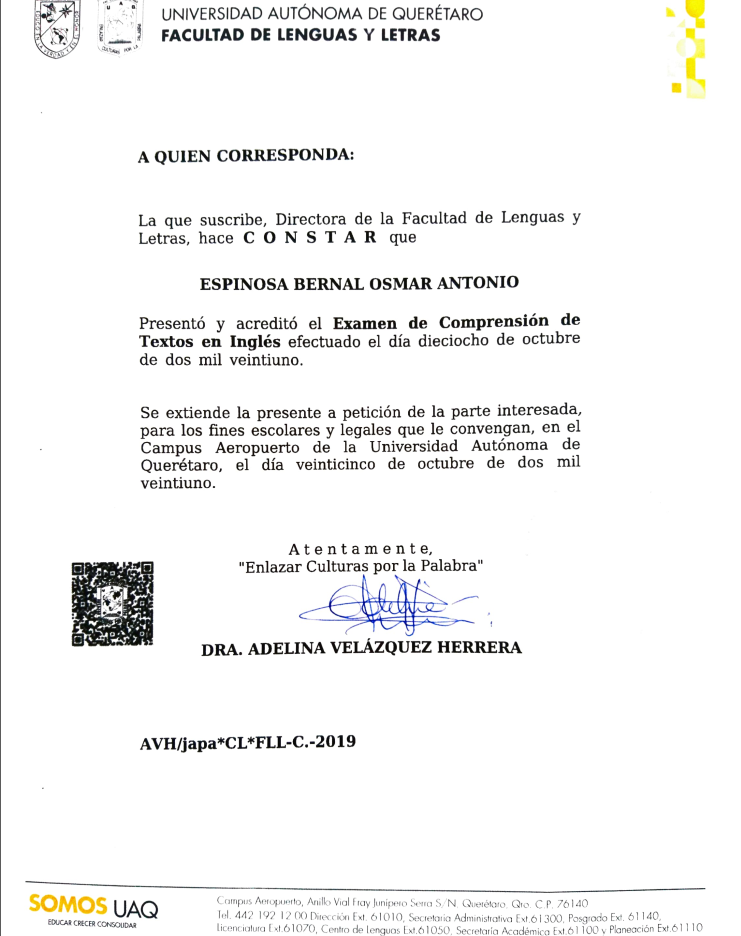 UNIVERSIDAD AUTÓNOMA DE QUERÉTARO
FACULTAD DE LENGUAS Y LETRAS
A QUIEN CORRESPONDA:
La que suscribe, Directora de la Facultad de Lenguas y
Letras, hace C O N S T A R que
ESPINOSA BERNAL OSMAR ANTONIO
Presentó y acreditó el Examen de Comprensión de
Textos en Inglés efectuado el día dieciocho de octubre
de dos mil veintiuno.
Se extiende la presente a petición de la parte interesada,
para los fines escolares y legales que le convengan, en el
Campus Aeropuerto de la Universidad Autónoma de
Querétaro, el día veinticinco de octubre de dos mil
veintiuno.
A t e n t a m e n t e,
"Enlazar Culturas por la Palabra"
DRA. ADELINA VELÁZQUEZ HERRERA
AVH/japa*CL*FLL-C.-2019
SOMOS UAQ
EDUCAR CRECER CONSOLIDAR
Campus Aeropuerto, Anillo Vial Fray Junípero Serra S/N. Querétaro, Qro. C.P. 76140
Tel. 442 192 12 00 Dirección Ext. 61010, Secretaría Administrativa Ext.61300, Posgrado Ext. 61140,
Licenciatura Ext.61070, Centro de Lenguas Ext.61050, Secretaría Académica Ext.61100 y Planeación Ext.61110